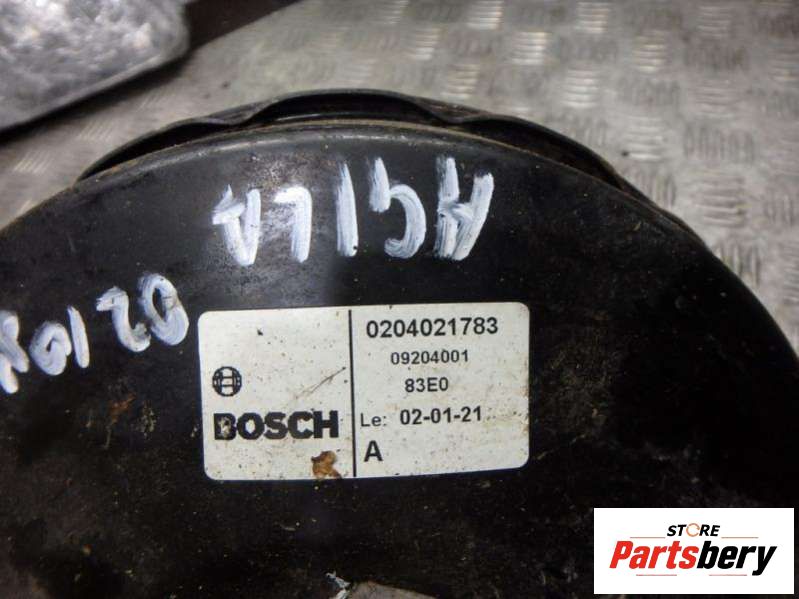 AGILA
0204021783
09204001
83E0
BOSCH
Le: 02-01-21
A
STORE
Partsbery